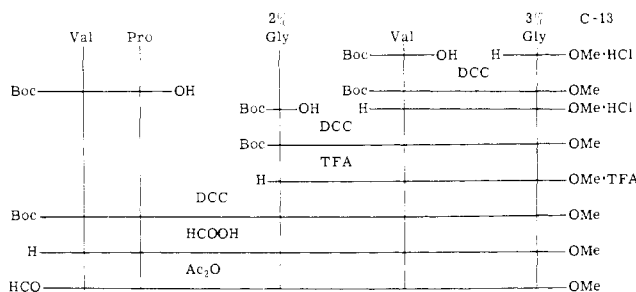 2% 3% C-13
Val Pro Gly Val Gly
Boc OH H OMe·HCl
DCC
Boc OH Boc OMe
Boc OH H OMe·HCl
DCC
Boc OMe
TFA
H OMe·TFA
DCC
Boc OMe
HCOOH
H OMe
Ac₂O
HCO OMe